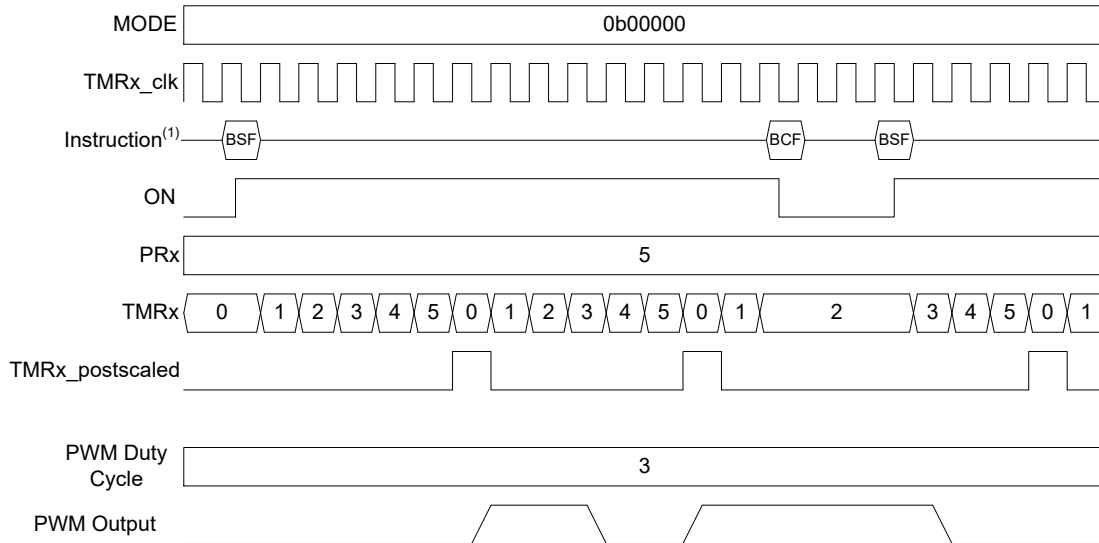 MODE 0b00000
TMRx_clk
Instruction(1) BSF BCF BSF
ON
PRx 5
TMRx 0 1 2 3 4 5 0 1 2 3 4 5 0 1 2 3 4 5 0 1
TMRx_postscaled
PWM Duty
Cycle 3
PWM Output